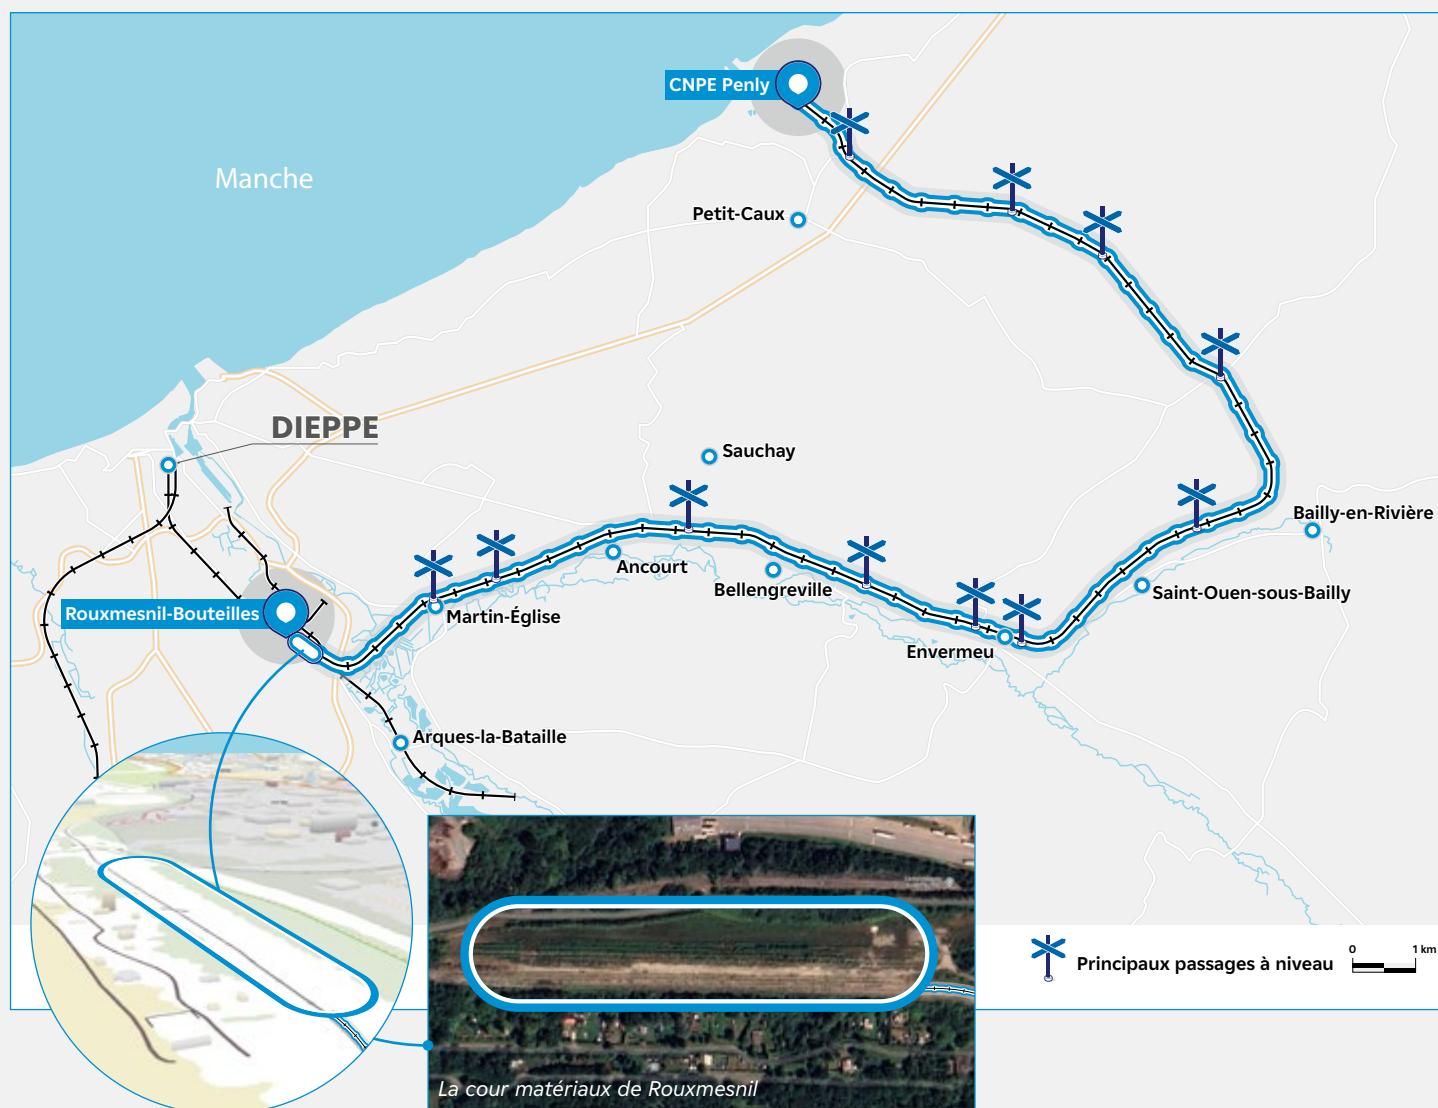 CNPE Penly
Manche
Petit-Caux
DIEPPE
Sauchay
Bailly-en-Rivière
Ancourt
Bellengreville
Saint-Ouen-sous-Bailly
Rouxmesnil-Bouteilles
Martin-Église
Envermeu
Arques-la-Bataille
Principaux passages à niveau
0 1 km
La cour matériaux de Rouxmesnil